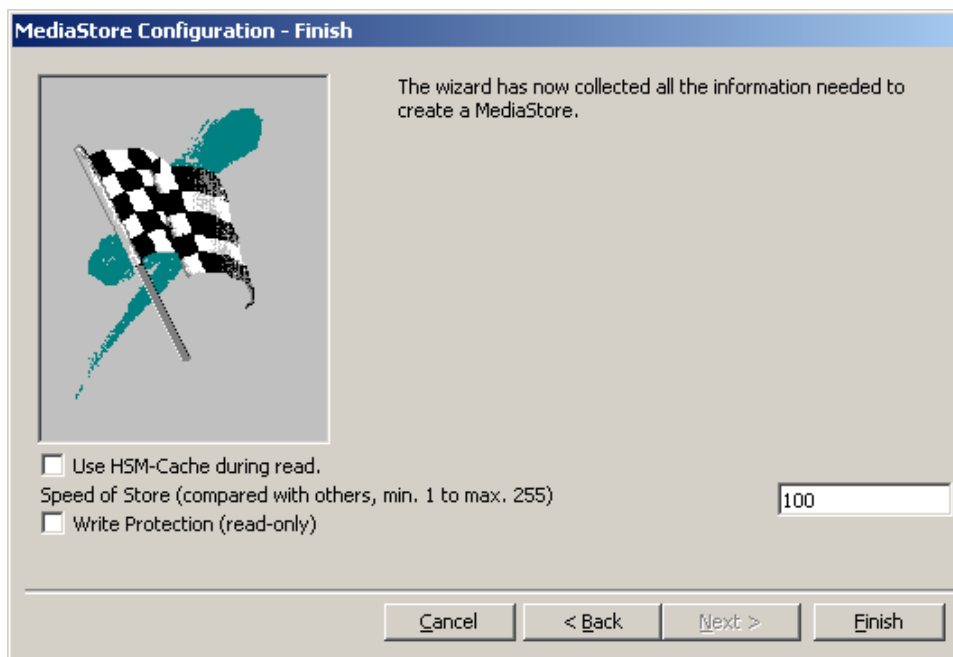 MediaStore Configuration - Finish
The wizard has now collected all the information needed to
create a MediaStore.
Use HSM-Cache during read.
Speed of Store (compared with others, min. 1 to max. 255)
100
Write Protection (read-only)
Cancel
< Back
Next >
Finish